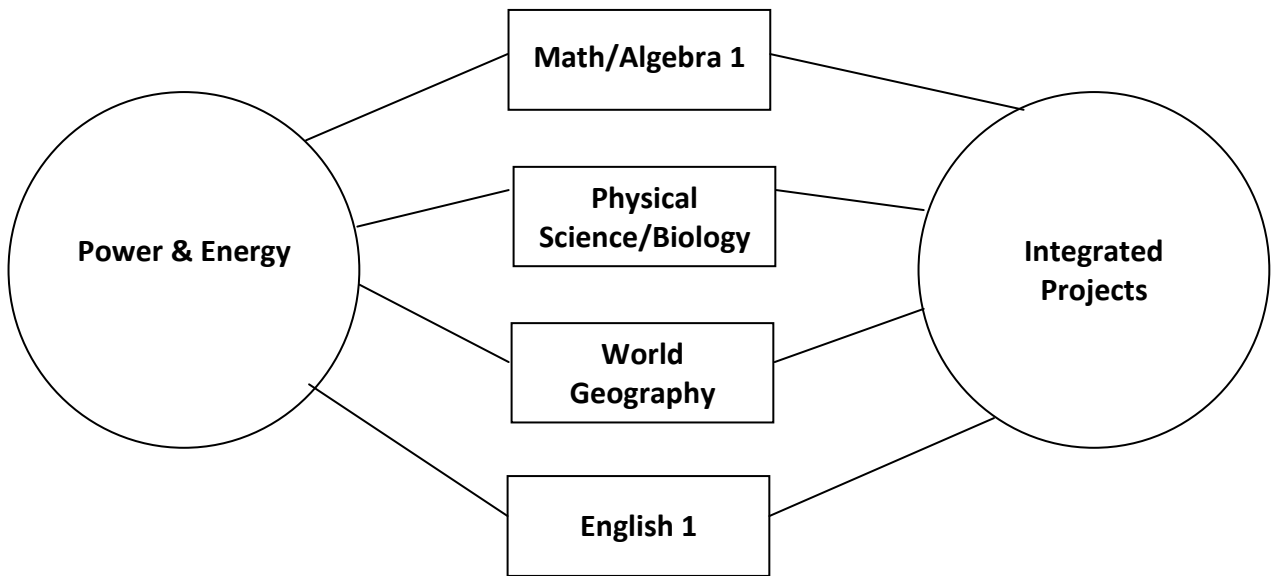 Math/Algebra 1
Physical
Science/Biology
Power & Energy
Integrated
Projects
World
Geography
English 1